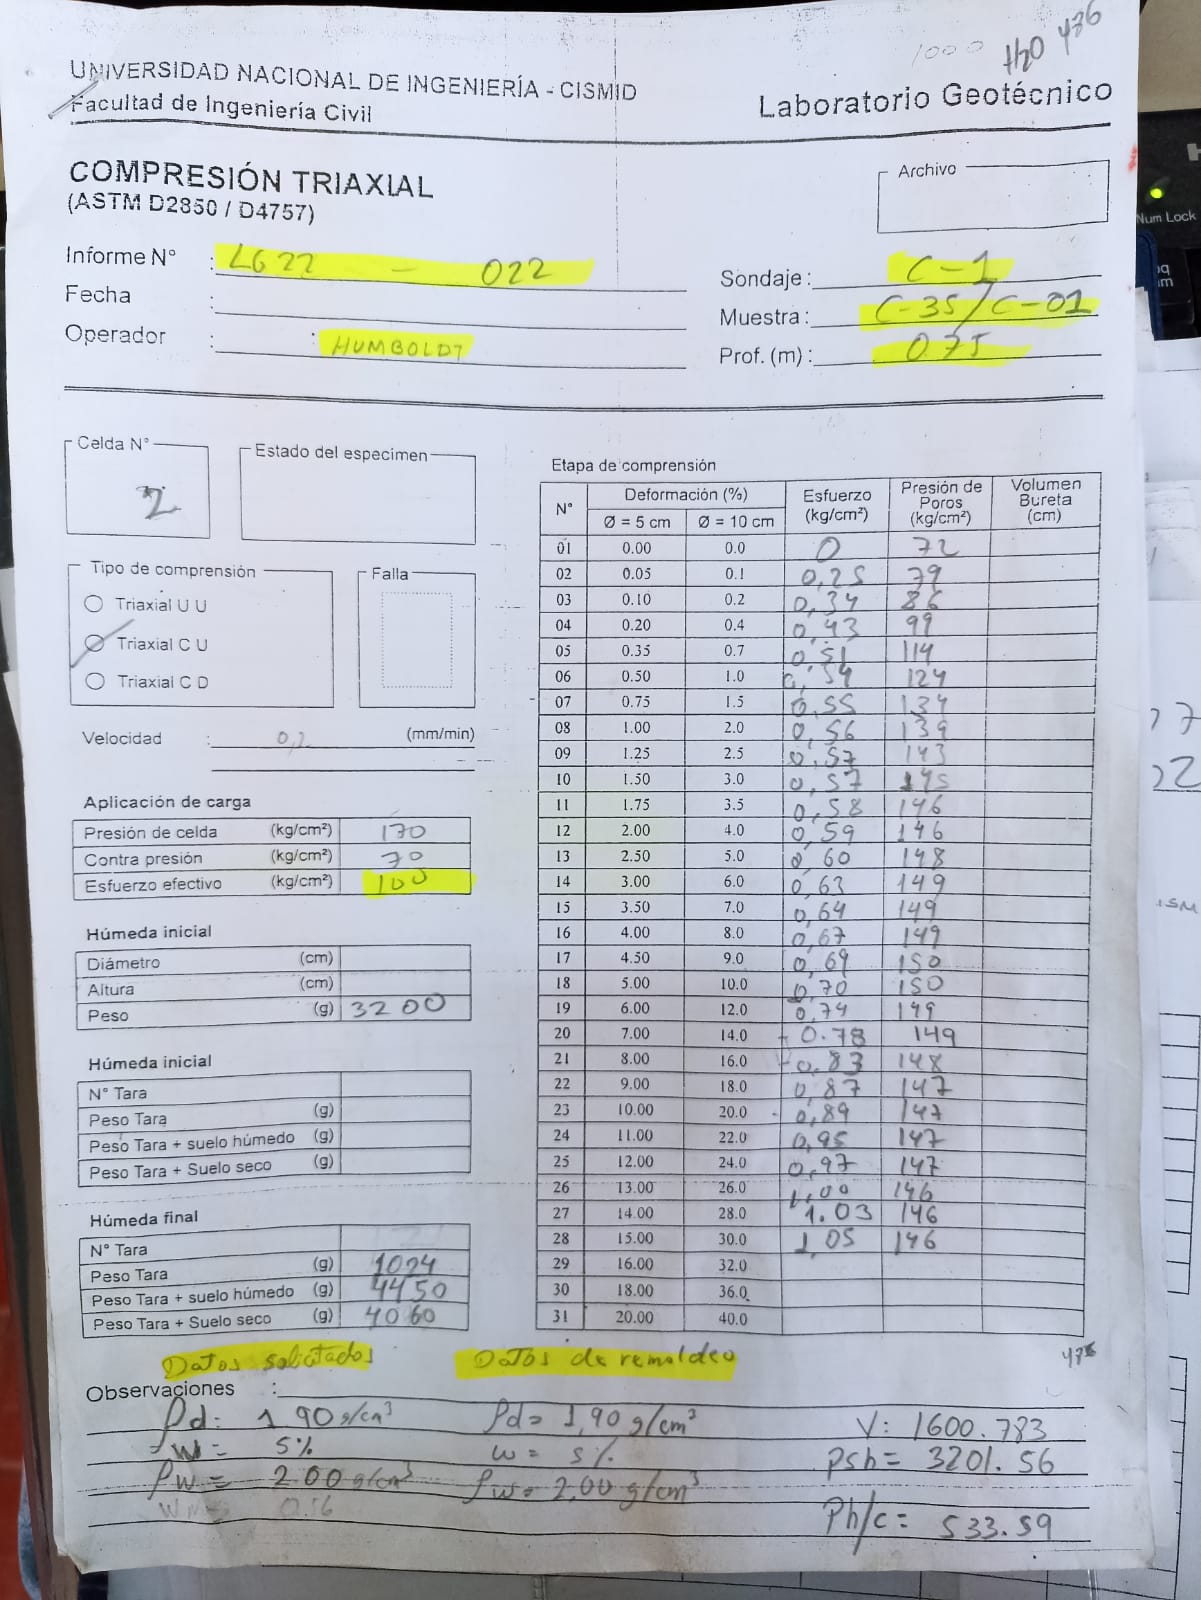 1000 H2O 436
UNIVERSIDAD NACIONAL DE INGENIERÍA - CISMID
Facultad de Ingeniería Civil
Laboratorio Geotécnico
COMPRESIÓN TRIAXIAL
(ASTM D2850 / D4757)
Archivo
Informe N° : LG22 - 022
Fecha :
Operador : HUMBOLDT
Sondaje : C-1
Muestra : C-35/C-01
Prof. (m) : 0.75
Celda N°
2
Estado del especimen
Tipo de comprensión
Triaxial U U
Triaxial C U
Triaxial C D
Falla
Velocidad : 0,2 (mm/min)
Aplicación de carga
Presión de celda (kg/cm²) 170
Contra presión (kg/cm²) 70
Esfuerzo efectivo (kg/cm²) 100
Húmeda inicial
Diámetro (cm)
Altura (cm)
Peso (g) 3200
Húmeda inicial
N° Tara
Peso Tara (g)
Peso Tara + suelo húmedo (g)
Peso Tara + Suelo seco (g)
Húmeda final
N° Tara
Peso Tara (g) 1024
Peso Tara + suelo húmedo (g) 4450
Peso Tara + Suelo seco (g) 4060
Etapa de comprensión
N° Deformación (%) Esfuerzo (kg/cm²) Presión de Poros (kg/cm²) Volumen Bureta (cm)
Ø = 5 cm Ø = 10 cm
01 0.00 0.0 0 72
02 0.05 0.1 0,25 79
03 0.10 0.2 0,34 86
04 0.20 0.4 0,43 99
05 0.35 0.7 0,51 114
06 0.50 1.0 0,54 124
07 0.75 1.5 0,55 134
08 1.00 2.0 0,56 139
09 1.25 2.5 0,57 143
10 1.50 3.0 0,57 145
11 1.75 3.5 0,58 146
12 2.00 4.0 0,59 146
13 2.50 5.0 0,60 148
14 3.00 6.0 0,63 149
15 3.50 7.0 0,64 149
16 4.00 8.0 0,67 149
17 4.50 9.0 0,69 150
18 5.00 10.0 0,70 150
19 6.00 12.0 0,74 149
20 7.00 14.0 0.78 149
21 8.00 16.0 0,83 148
22 9.00 18.0 0,87 147
23 10.00 20.0 0,89 147
24 11.00 22.0 0,95 147
25 12.00 24.0 0,97 147
26 13.00 26.0 1,00 146
27 14.00 28.0 1.03 146
28 15.00 30.0 1,05 146
29 16.00 32.0
30 18.00 36.0
31 20.00 40.0
Datos solicitados Datos de remoldeo
Observaciones :
ρd: 1.90 g/cm³ ρd= 1,90 g/cm³ V: 1600.783
w = 5% w = 5% Psh= 3201.56
ρw= 2.00 g/cm³ ρw= 2,00 g/cm³
0.56 Ph/c= 533.59
Num Lock